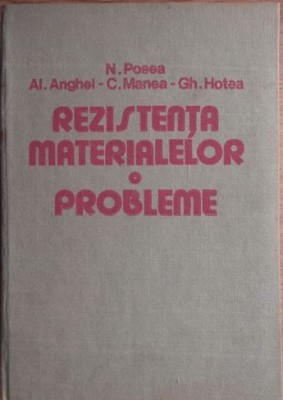 N. Posea
Al. Anghel - C. Manea - Gh. Hotea
REZISTENȚA
MATERIALELOR
•
PROBLEME